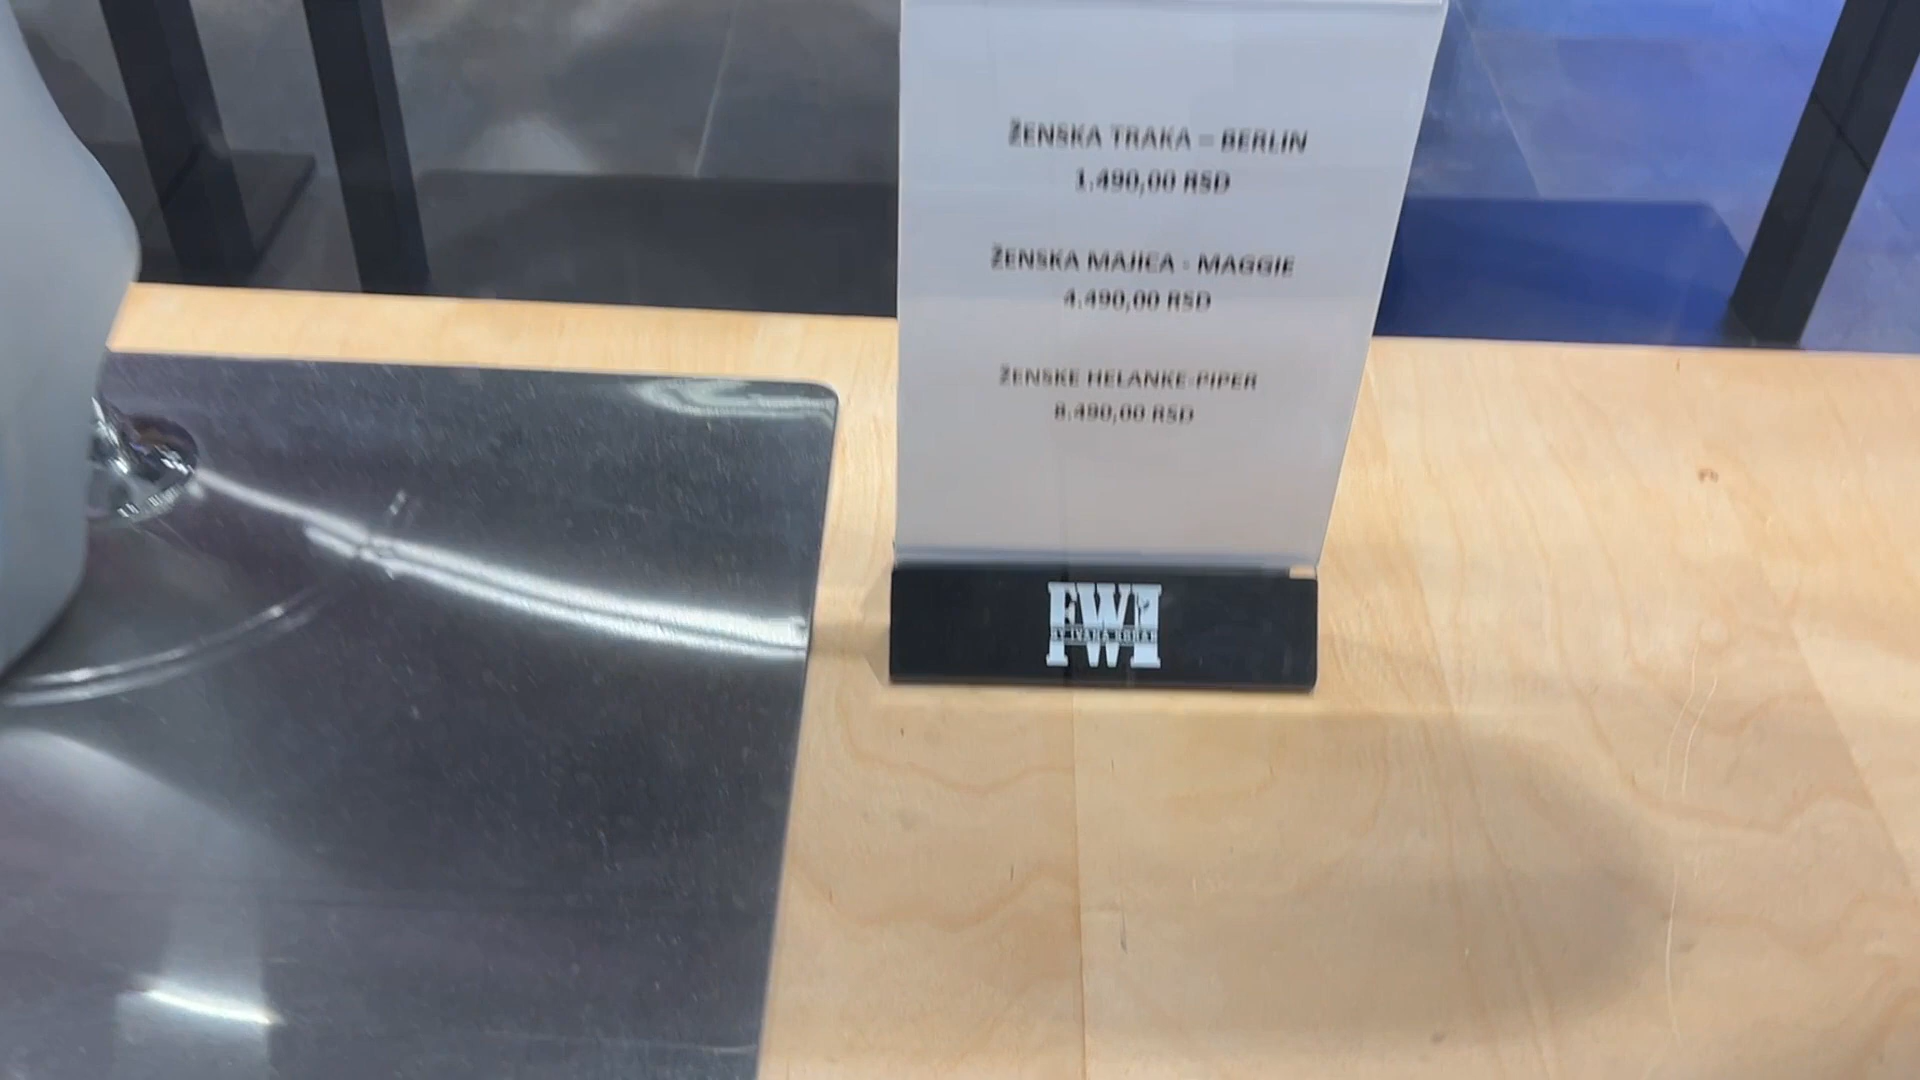 ŽENSKA TRAKA – BERLIN
1.490,00 RSD
ŽENSKA MAJICA - MAGGIE
4.490,00 RSD
ŽENSKE HELANKE-PIPER
8.490,00 RSD
FWI